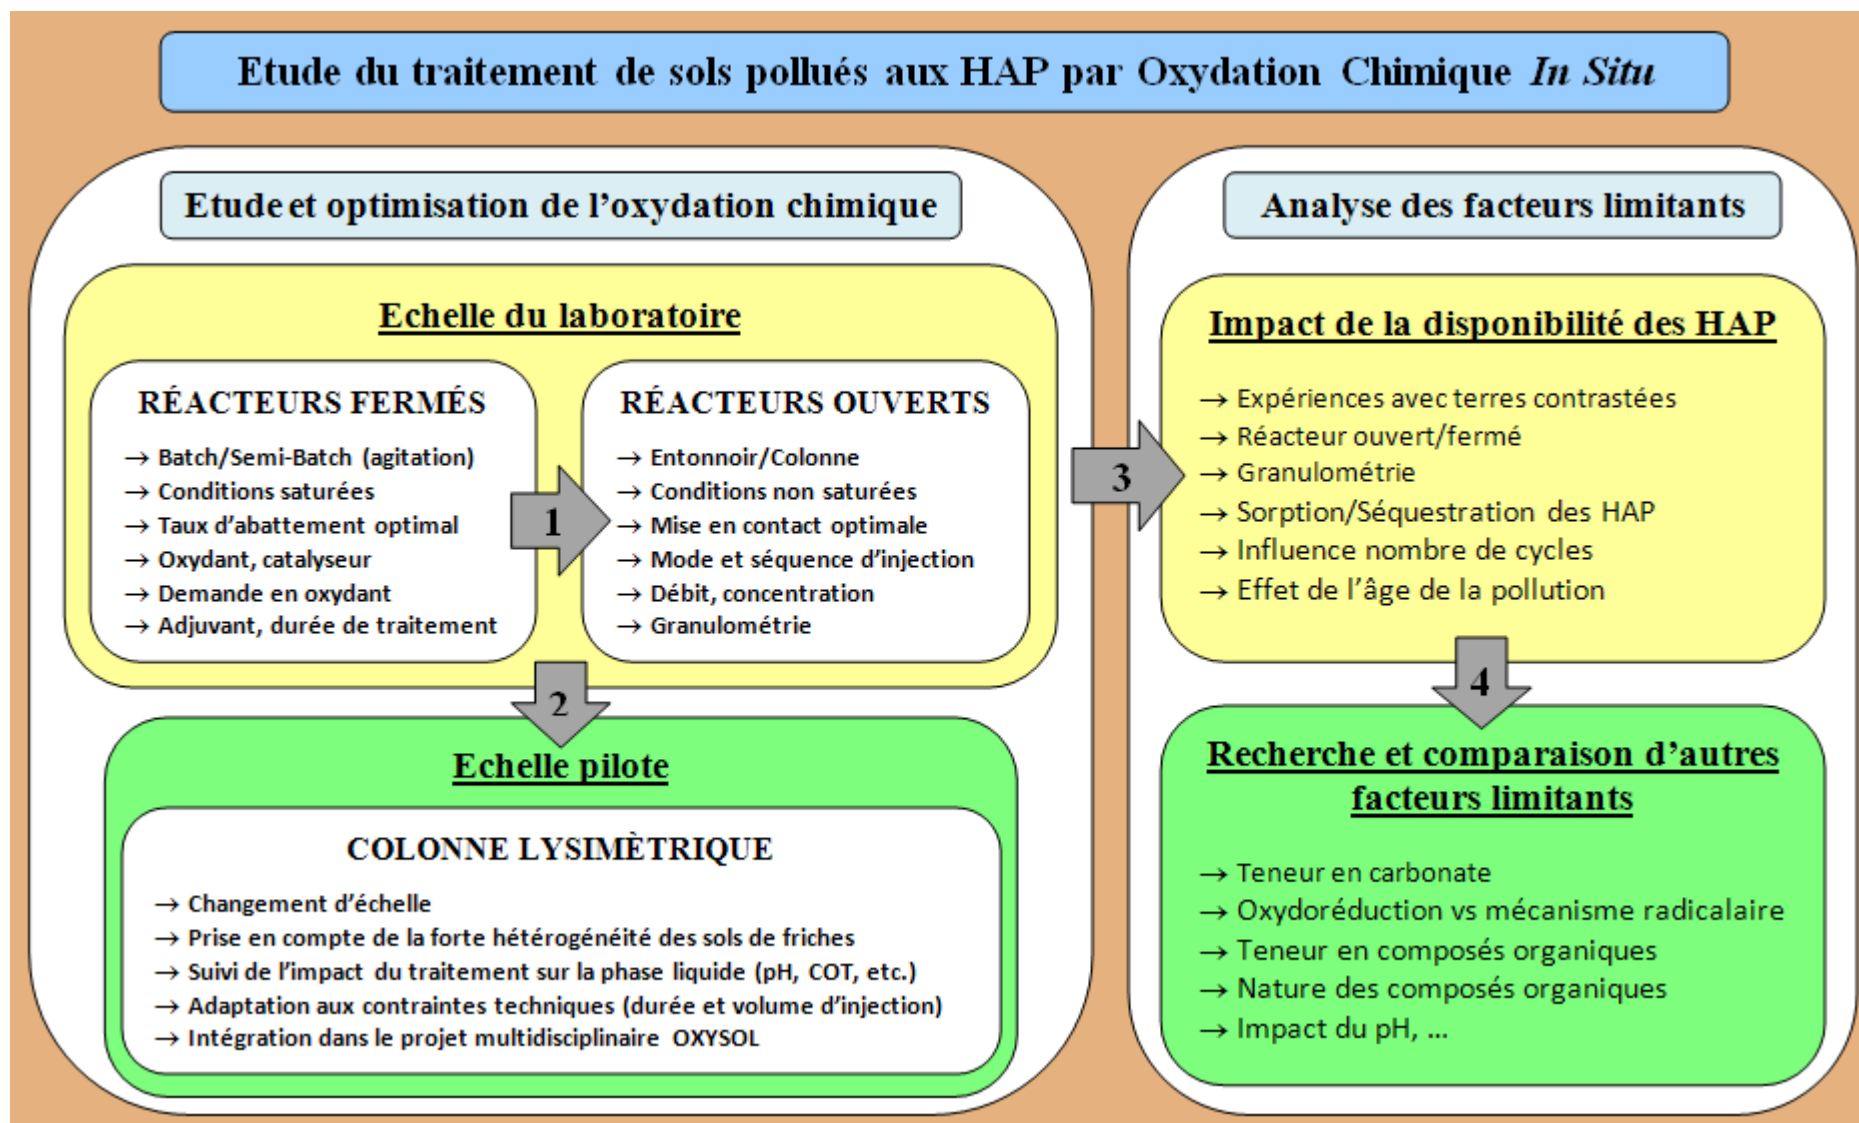 Etude du traitement de sols pollués aux HAP par Oxydation Chimique In Situ
Etude et optimisation de l'oxydation chimique
Echelle du laboratoire
RÉACTEURS FERMÉS
→ Batch/Semi-Batch (agitation)
→ Conditions saturées
→ Taux d'abattement optimal
→ Oxydant, catalyseur
→ Demande en oxydant
→ Adjuvant, durée de traitement
1
RÉACTEURS OUVERTS
→ Entonnoir/Colonne
→ Conditions non saturées
→ Mise en contact optimale
→ Mode et séquence d'injection
→ Débit, concentration
→ Granulométrie
2
Echelle pilote
COLONNE LYSIMÈTRIQUE
→ Changement d'échelle
→ Prise en compte de la forte hétérogénéité des sols de friches
→ Suivi de l'impact du traitement sur la phase liquide (pH, COT, etc.)
→ Adaptation aux contraintes techniques (durée et volume d'injection)
→ Intégration dans le projet multidisciplinaire OXYSOL
3
Analyse des facteurs limitants
Impact de la disponibilité des HAP
→ Expériences avec terres contrastées
→ Réacteur ouvert/fermé
→ Granulométrie
→ Sorption/Séquestration des HAP
→ Influence nombre de cycles
→ Effet de l'âge de la pollution
4
Recherche et comparaison d'autres
facteurs limitants
→ Teneur en carbonate
→ Oxydoréduction vs mécanisme radicalaire
→ Teneur en composés organiques
→ Nature des composés organiques
→ Impact du pH, ...